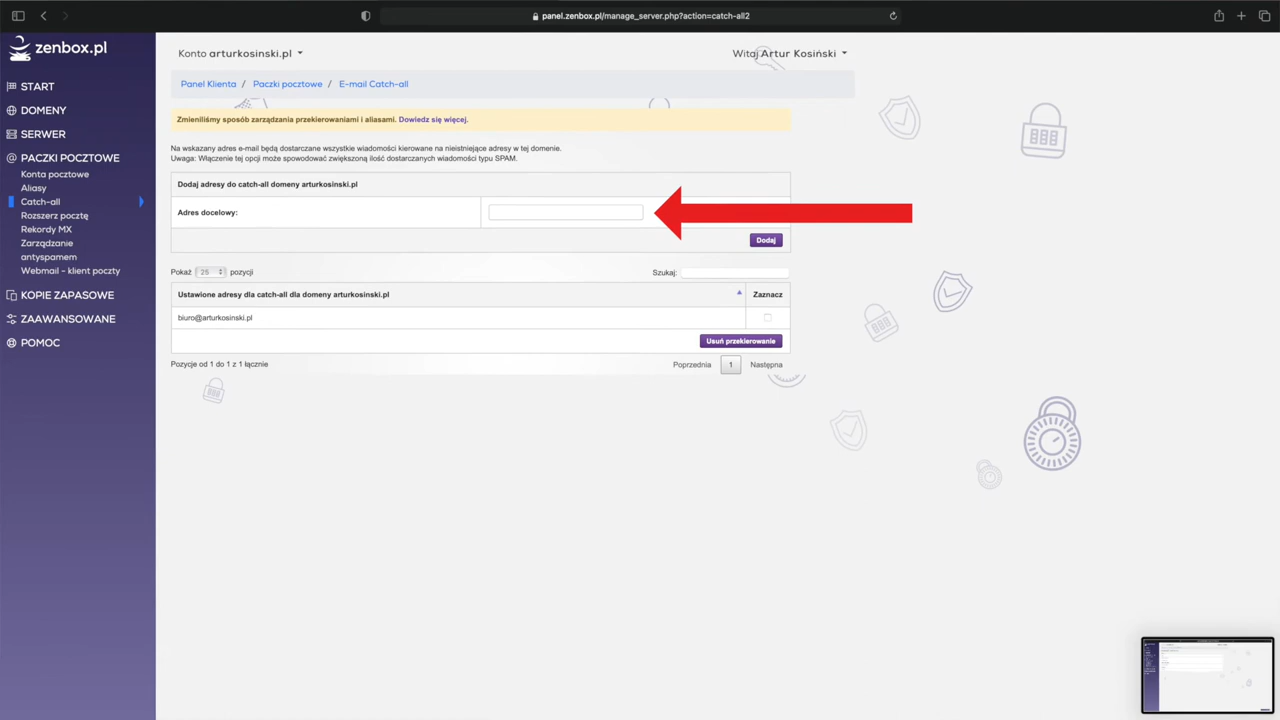 panel.zenbox.pl/manage_server.php?action=catch-all2
zenbox.pl
START
DOMENY
SERWER
PACZKI POCZTOWE
Konta pocztowe
Aliasy
Catch-all
Rozszerz pocztę
Rekordy MX
Zarządzanie
antyspamem
Webmail - klient poczty
KOPIE ZAPASOWE
ZAAWANSOWANE
POMOC
Konto arturkosinski.pl
Witaj Artur Kosiński
Panel Klienta / Paczki pocztowe / E-mail Catch-all
Zmieniliśmy sposób zarządzania przekierowaniami i aliasami. Dowiedz się więcej.
Na wskazany adres e-mail będą dostarczane wszystkie wiadomości kierowane na nieistniejące adresy w tej domenie.
Uwaga: Włączenie tej opcji może spowodować zwiększoną ilość dostarczanych wiadomości typu SPAM.
Dodaj adresy do catch-all domeny arturkosinski.pl
Adres docelowy:
Dodaj
Pokaż 25 pozycji
Szukaj:
Ustawione adresy dla catch-all dla domeny arturkosinski.pl
Zaznacz
biuro@arturkosinski.pl
Usuń przekierowanie
Pozycje od 1 do 1 z 1 łącznie
Poprzednia 1 Następna